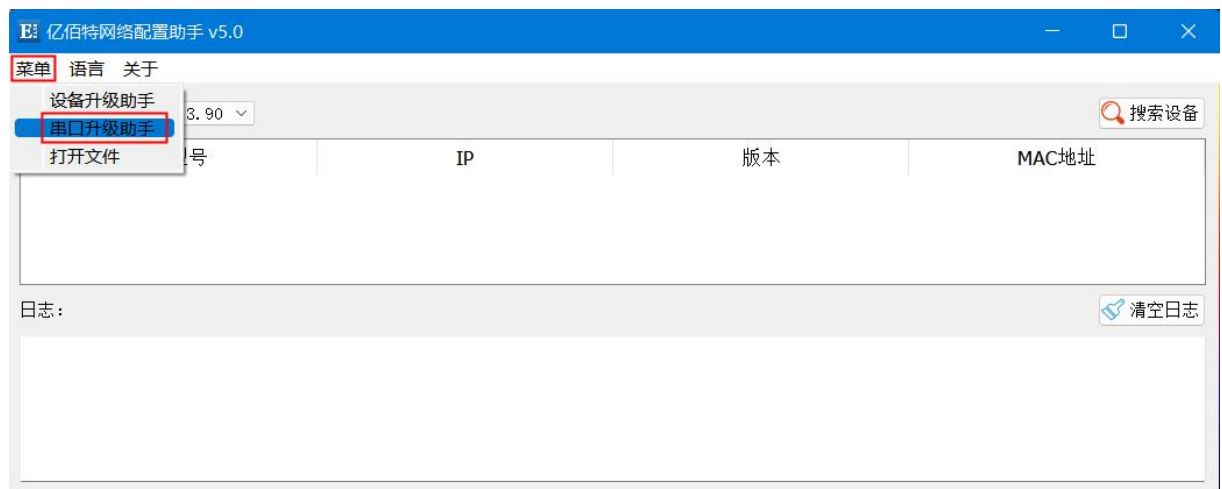 亿佰特网络配置助手 v5.0
菜单 语言 关于
设备升级助手
3.90 搜索设备
串口升级助手
打开文件 号 IP 版本 MAC地址
日志： 清空日志